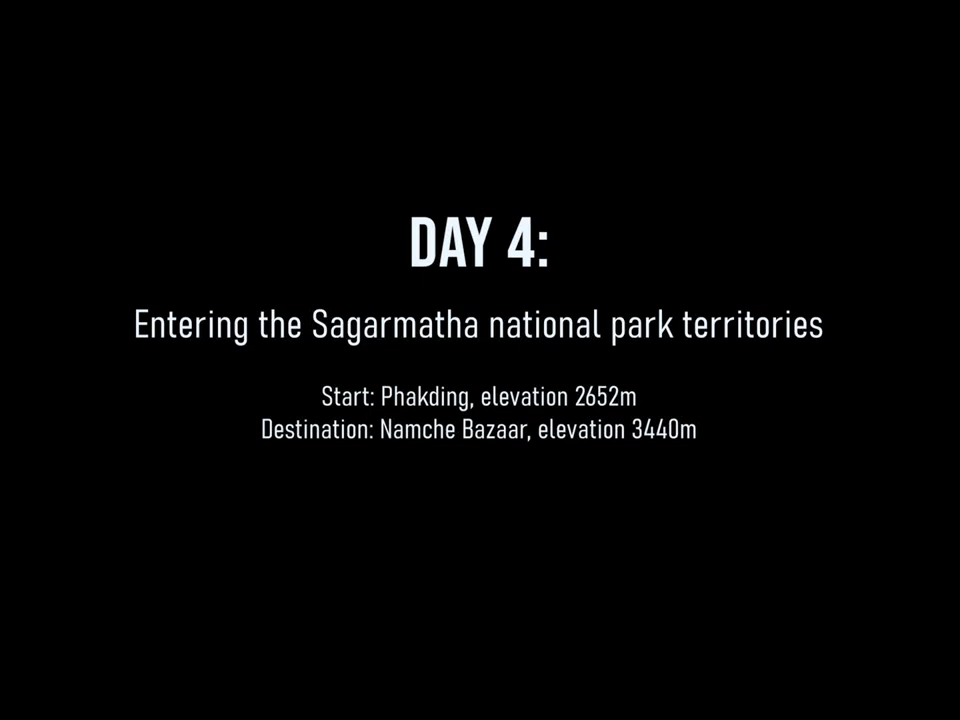 DAY 4:
Entering the Sagarmatha national park territories
Start: Phakding, elevation 2652m
Destination: Namche Bazaar, elevation 3440m